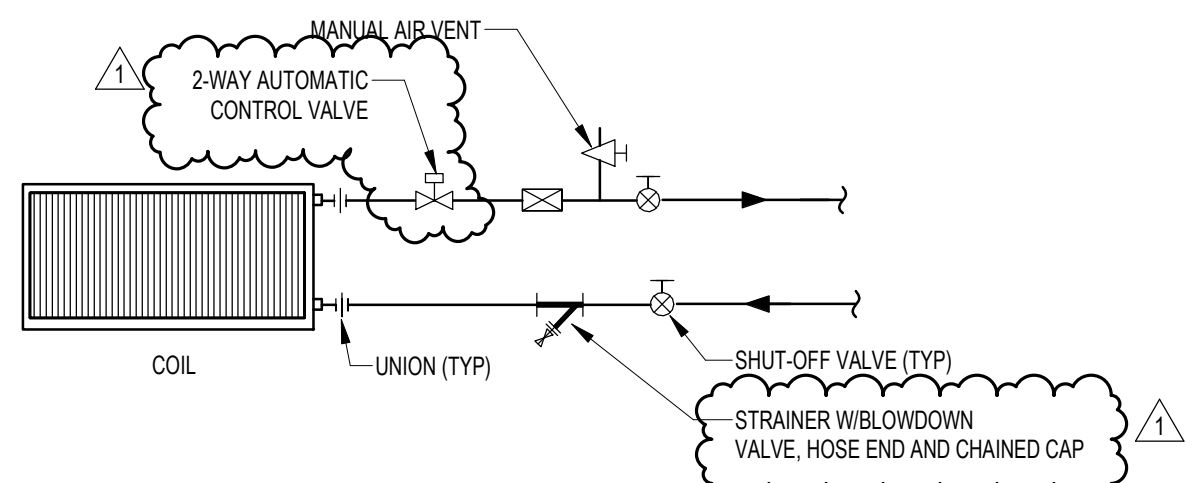 MANUAL AIR VENT
1
2-WAY AUTOMATIC
CONTROL VALVE
COIL
UNION (TYP)
SHUT-OFF VALVE (TYP)
STRAINER W/BLOWDOWN
VALVE, HOSE END AND CHAINED CAP
1